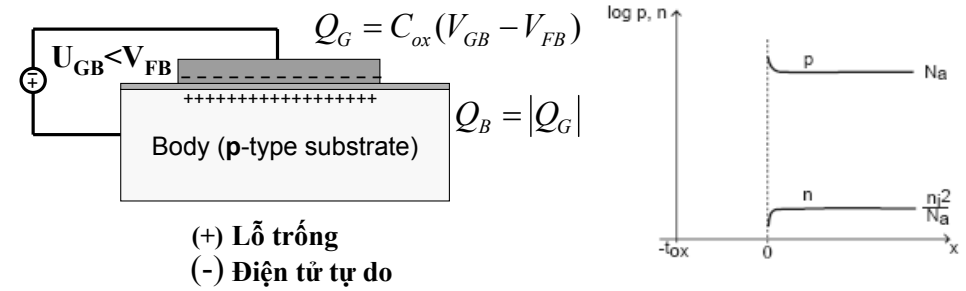 Q_G = C_ox(V_GB − V_FB)
U_GB<V_FB
− − − − − − − − − − − − − − − −
+++++++++++++++++
Q_B = |Q_G|
Body (p-type substrate)
(+) Lỗ trống
(-) Điện tử tự do
log p, n
p
Na
n
ni2
Na
-tox
0
x